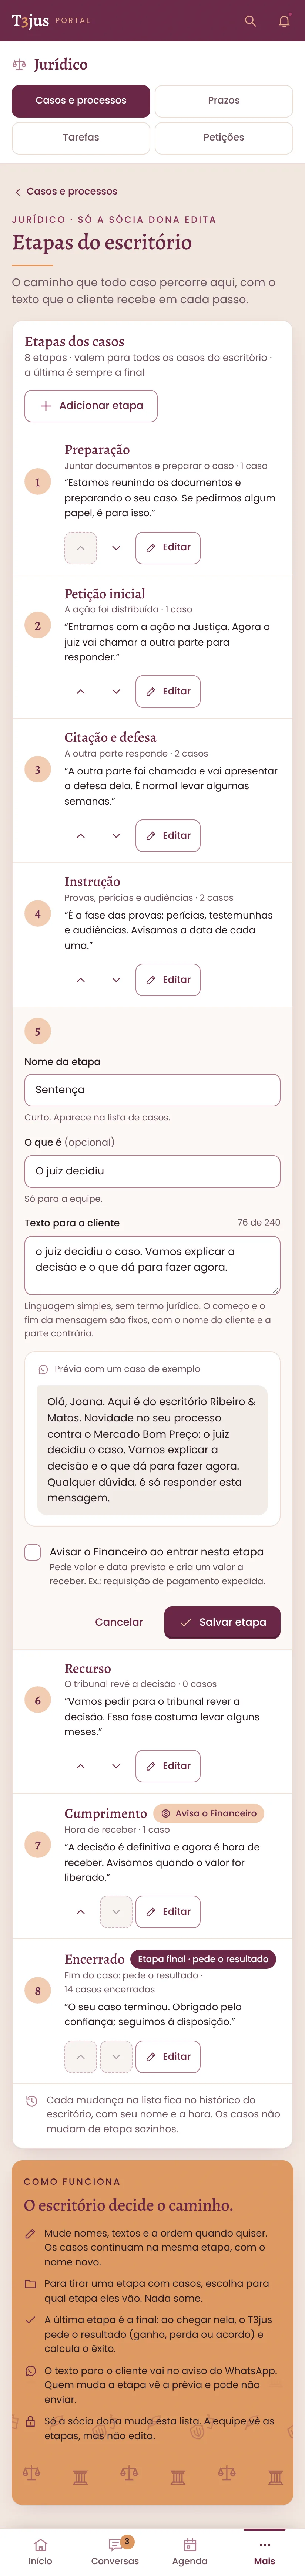 T3jus PORTAL
Jurídico
Casos e processos
Prazos
Tarefas
Petições
Casos e processos
JURÍDICO · SÓ A SÓCIA DONA EDITA
Etapas do escritório
O caminho que todo caso percorre aqui, com o
texto que o cliente recebe em cada passo.
Etapas dos casos
8 etapas · valem para todos os casos do escritório ·
a última é sempre a final
Adicionar etapa
1
Preparação
Juntar documentos e preparar o caso · 1 caso
“Estamos reunindo os documentos e
preparando o seu caso. Se pedirmos algum
papel, é para isso.”
Editar
2
Petição inicial
A ação foi distribuída · 1 caso
“Entramos com a ação na Justiça. Agora o
juiz vai chamar a outra parte para
responder.”
Editar
3
Citação e defesa
A outra parte responde · 2 casos
“A outra parte foi chamada e vai apresentar
a defesa dela. É normal levar algumas
semanas.”
Editar
4
Instrução
Provas, perícias e audiências · 2 casos
“É a fase das provas: perícias, testemunhas
e audiências. Avisamos a data de cada
uma.”
Editar
5
Nome da etapa
Sentença
Curto. Aparece na lista de casos.
O que é (opcional)
O juiz decidiu
Só para a equipe.
Texto para o cliente
76 de 240
o juiz decidiu o caso. Vamos explicar a
decisão e o que dá para fazer agora.
Linguagem simples, sem termo jurídico. O começo e o
fim da mensagem são fixos, com o nome do cliente e a
parte contrária.
Prévia com um caso de exemplo
Olá, Joana. Aqui é do escritório Ribeiro &
Matos. Novidade no seu processo
contra o Mercado Bom Preço: o juiz
decidiu o caso. Vamos explicar a
decisão e o que dá para fazer agora.
Qualquer dúvida, é só responder esta
mensagem.
Avisar o Financeiro ao entrar nesta etapa
Pede valor e data prevista e cria um valor a
receber. Ex.: requisição de pagamento expedida.
Cancelar
Salvar etapa
6
Recurso
O tribunal revê a decisão · 0 casos
“Vamos pedir para o tribunal rever a
decisão. Essa fase costuma levar alguns
meses.”
Editar
7
Cumprimento
Avisa o Financeiro
Hora de receber · 1 caso
“A decisão é definitiva e agora é hora de
receber. Avisamos quando o valor for
liberado.”
Editar
8
Encerrado
Etapa final · pede o resultado
Fim do caso: pede o resultado ·
14 casos encerrados
“O seu caso terminou. Obrigado pela
confiança; seguimos à disposição.”
Editar
Cada mudança na lista fica no histórico do
escritório, com seu nome e a hora. Os casos não
mudam de etapa sozinhos.
COMO FUNCIONA
O escritório decide o caminho.
Mude nomes, textos e a ordem quando quiser.
Os casos continuam na mesma etapa, com o
nome novo.
Para tirar uma etapa com casos, escolha para
qual etapa eles vão. Nada some.
A última etapa é a final: ao chegar nela, o T3jus
pede o resultado (ganho, perda ou acordo) e
calcula o êxito.
O texto para o cliente vai no aviso do WhatsApp.
Quem muda a etapa vê a prévia e pode não
enviar.
Só a sócia dona muda esta lista. A equipe vê as
etapas, mas não edita.
Início
Conversas
3
Agenda
Mais